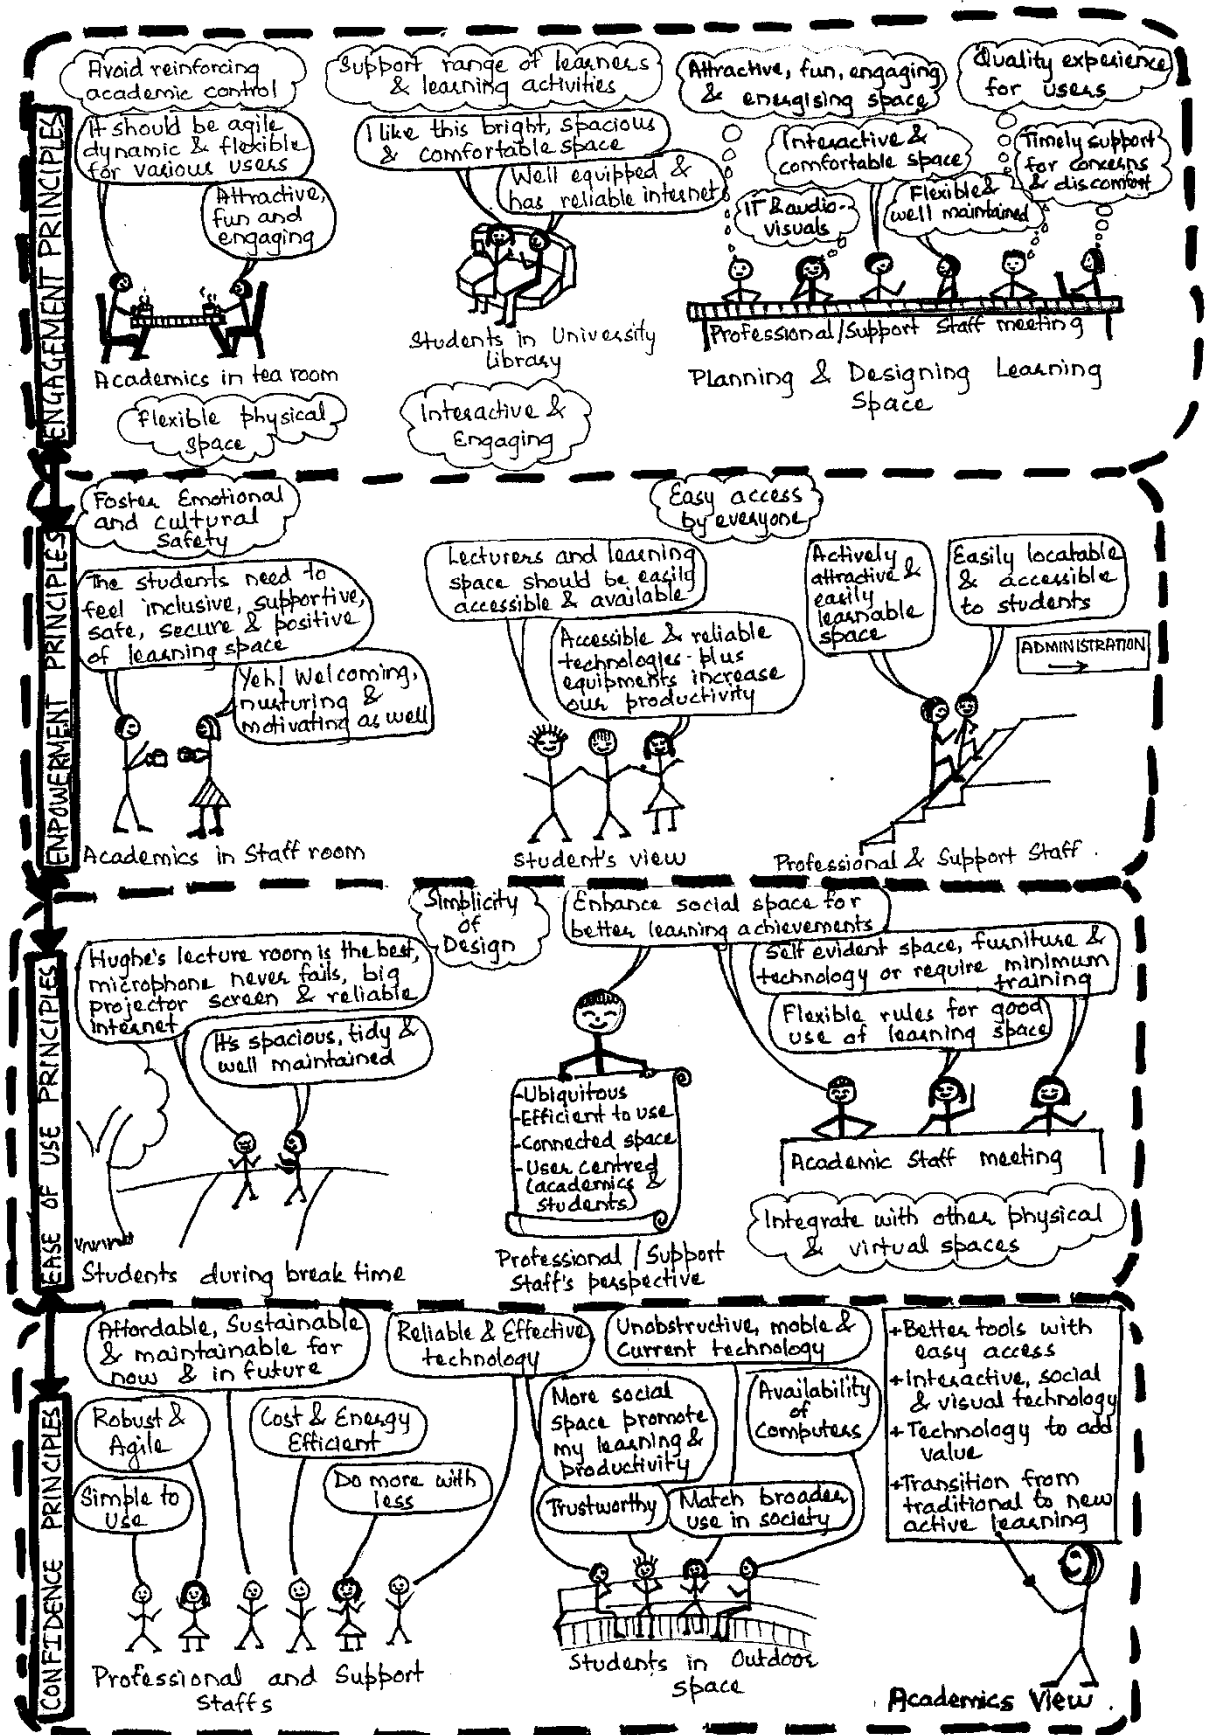 ENGAGEMENT PRINCIPLES
Avoid reinforcing
academic control
It should be agile
dynamic & flexible
for various users
Attractive,
fun and
engaging
Academics in tea room
Flexible physical
space
Support range of learners
& learning activities
I like this bright, spacious
& comfortable space
Well equipped &
has reliable internet
Students in University
Library
Interactive &
Engaging
Attractive, fun, engaging
& energising space
Quality experience
for users
Interactive &
comfortable space
Timely support
for concerns
& discomfort
IT & audio-
visuals
Flexible &
well maintained
Professional/Support Staff meeting
Planning & Designing Learning
Space
EMPOWERMENT PRINCIPLES
Foster Emotional
and cultural
Safety
The students need to
feel inclusive, supportive,
safe, secure & positive
of learning space
Yeh! Welcoming,
nurturing &
motivating as well
Academics in Staff room
Easy access
by everyone
Lecturers and learning
space should be easily
accessible & available
Accessible & reliable
technologies-plus
equipments increase
our productivity
Student's view
Actively
attractive &
easily
learnable
space
Easily locatable
& accessible
to students
ADMINISTRATION
Professional & Support Staff.
EASE OF USE PRINCIPLES
Simplicity
of
Design
Hughe's lecture room is the best,
microphone never fails, big
projector screen & reliable
internet
It's spacious, tidy &
well maintained
Students during break time
Enhance social space for
better learning achievements
-Ubiquitous
-Efficient to use
-Connected space
-User centred
(academics &
students)
Professional/Support
Staff's perspective
Self evident space, furniture &
technology or require minimum
training
Flexible rules for good
use of learning space
Academic Staff meeting
Integrate with other physical
& virtual spaces
CONFIDENCE PRINCIPLES
Affordable, Sustainable
& maintainable for
now & in future
Robust &
Agile
Simple to
use
Cost & Energy
Efficient
Do more with
less
Reliable & Effective
technology
Professional and Support
Staffs
Unobstructive, moble &
Current technology
More social
space promote
my learning &
productivity
Availability
of
Computers
Trustworthy
Match broader
use in society
Students in Outdoor
space
+Better tools with
easy access
+Interactive, social
& visual technology
+Technology to add
value
+Transition from
traditional to new
active learning
Academics View